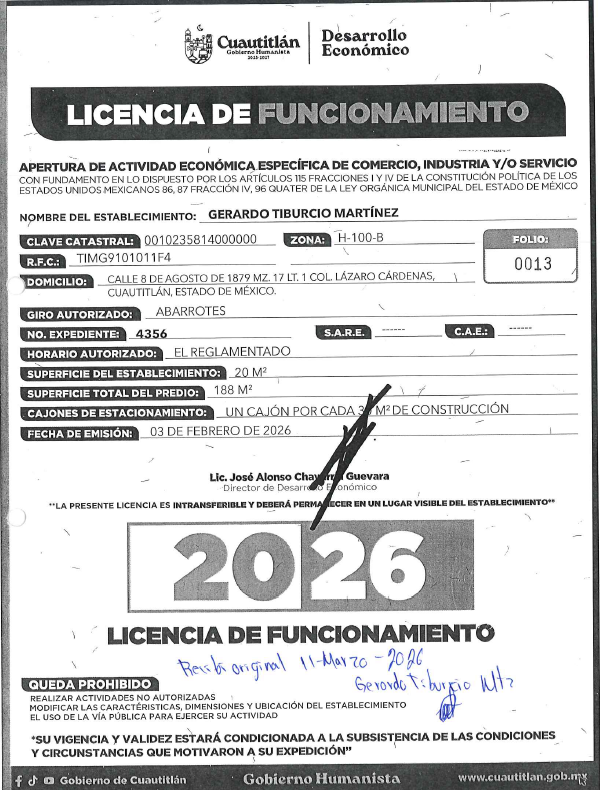 Cuautitlán
Gobierno Humanista
2025-2027
Desarrollo
Económico
LICENCIA DE FUNCIONAMIENTO
APERTURA DE ACTIVIDAD ECONÓMICA ESPECÍFICA DE COMERCIO, INDUSTRIA Y/O SERVICIO
CON FUNDAMENTO EN LO DISPUESTO POR LOS ARTÍCULOS 115 FRACCIONES I Y IV DE LA CONSTITUCIÓN POLÍTICA DE LOS
ESTADOS UNIDOS MEXICANOS 86, 87 FRACCIÓN IV, 96 QUATER DE LA LEY ORGÁNICA MUNICIPAL DEL ESTADO DE MÉXICO
NOMBRE DEL ESTABLECIMIENTO: GERARDO TIBURCIO MARTÍNEZ
CLAVE CATASTRAL: 0010235814000000 ZONA: H-100-B
FOLIO:
0013
R.F.C.: TIMG9101011F4
DOMICILIO: CALLE 8 DE AGOSTO DE 1879 MZ. 17 LT. 1 COL. LÁZARO CÁRDENAS,
CUAUTITLÁN, ESTADO DE MÉXICO.
GIRO AUTORIZADO: ABARROTES
NO. EXPEDIENTE: 4356 S.A.R.E. ------ C.A.E.: ------
HORARIO AUTORIZADO: EL REGLAMENTADO
SUPERFICIE DEL ESTABLECIMIENTO: 20 M²
SUPERFICIE TOTAL DEL PREDIO: 188 M²
CAJONES DE ESTACIONAMIENTO: UN CAJÓN POR CADA M² DE CONSTRUCCIÓN
FECHA DE EMISIÓN: 03 DE FEBRERO DE 2026
Lic. José Alonso Guevara
Director de Desarrollo Económico
**LA PRESENTE LICENCIA ES INTRANSFERIBLE Y DEBERÁ PERMANECER EN UN LUGAR VISIBLE DEL ESTABLECIMIENTO**
2026
LICENCIA DE FUNCIONAMIENTO
Recibí original 11-Marzo-2026
Gerardo Tiburcio Mtz
QUEDA PROHIBIDO
REALIZAR ACTIVIDADES NO AUTORIZADAS
MODIFICAR LAS CARACTERÍSTICAS, DIMENSIONES Y UBICACIÓN DEL ESTABLECIMIENTO
EL USO DE LA VÍA PÚBLICA PARA EJERCER SU ACTIVIDAD
"SU VIGENCIA Y VALIDEZ ESTARÁ CONDICIONADA A LA SUBSISTENCIA DE LAS CONDICIONES
Y CIRCUNSTANCIAS QUE MOTIVARON A SU EXPEDICIÓN"
Gobierno de Cuautitlán
Gobierno Humanista
www.cuautitlan.gob.mx